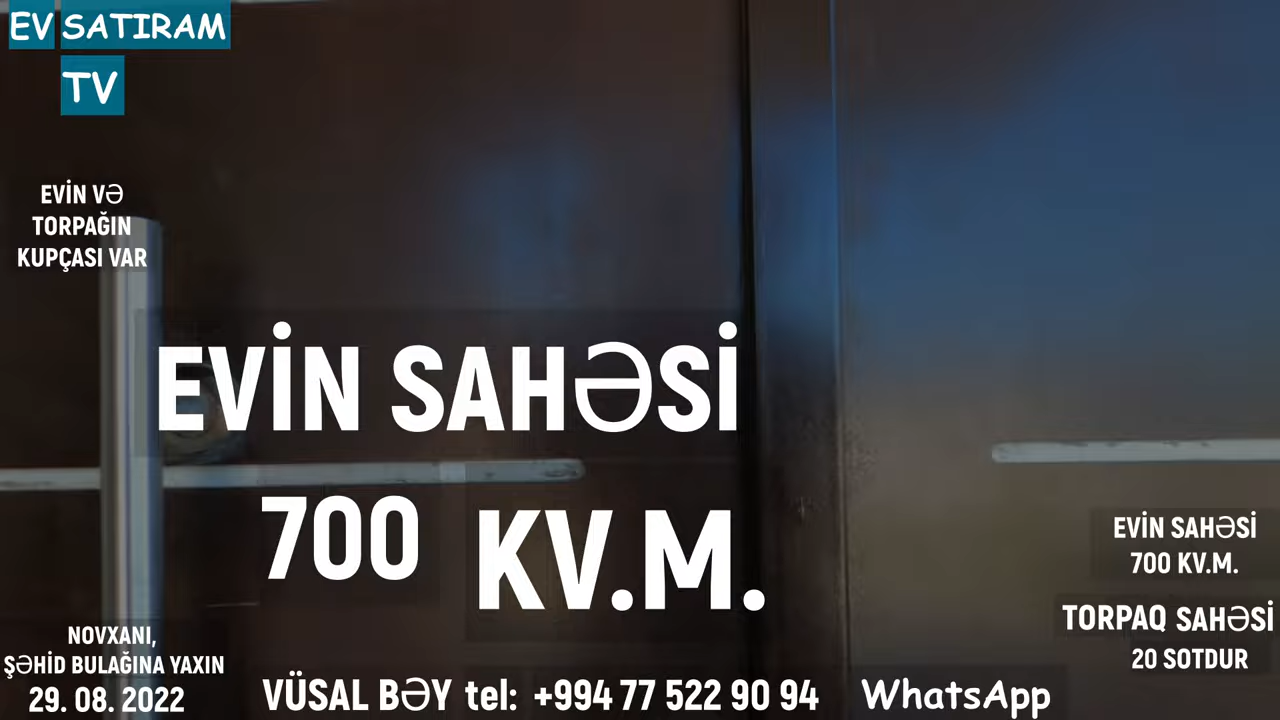 EV SATIRAM
TV
EVİN VƏ
TORPAĞIN
KUPÇASI VAR
EVİN SAHƏSİ
700 KV.M.
EVİN SAHƏSİ
700 KV.M.
TORPAQ SAHƏSİ
20 SOTDUR
NOVXANI,
ŞƏHİD BULAĞINA YAXIN
29. 08. 2022
VÜSAL BƏY tel: +994 77 522 90 94 WhatsApp